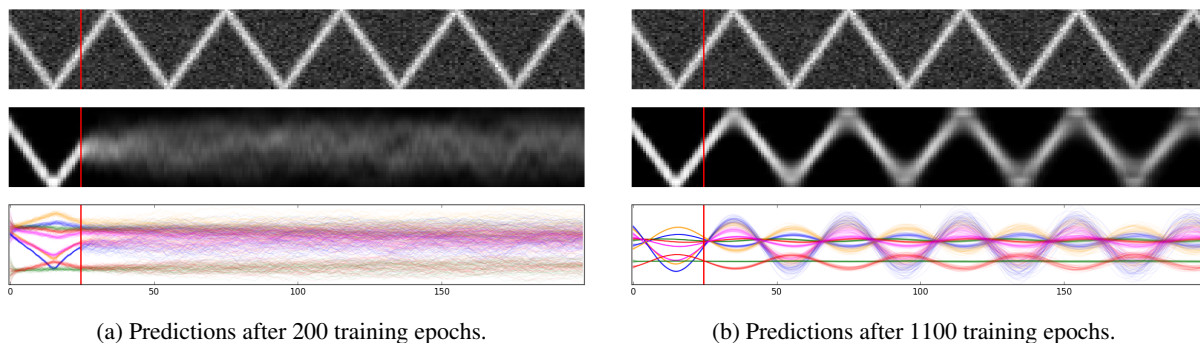 0 50 100 150
0 50 100 150
(a) Predictions after 200 training epochs.
(b) Predictions after 1100 training epochs.